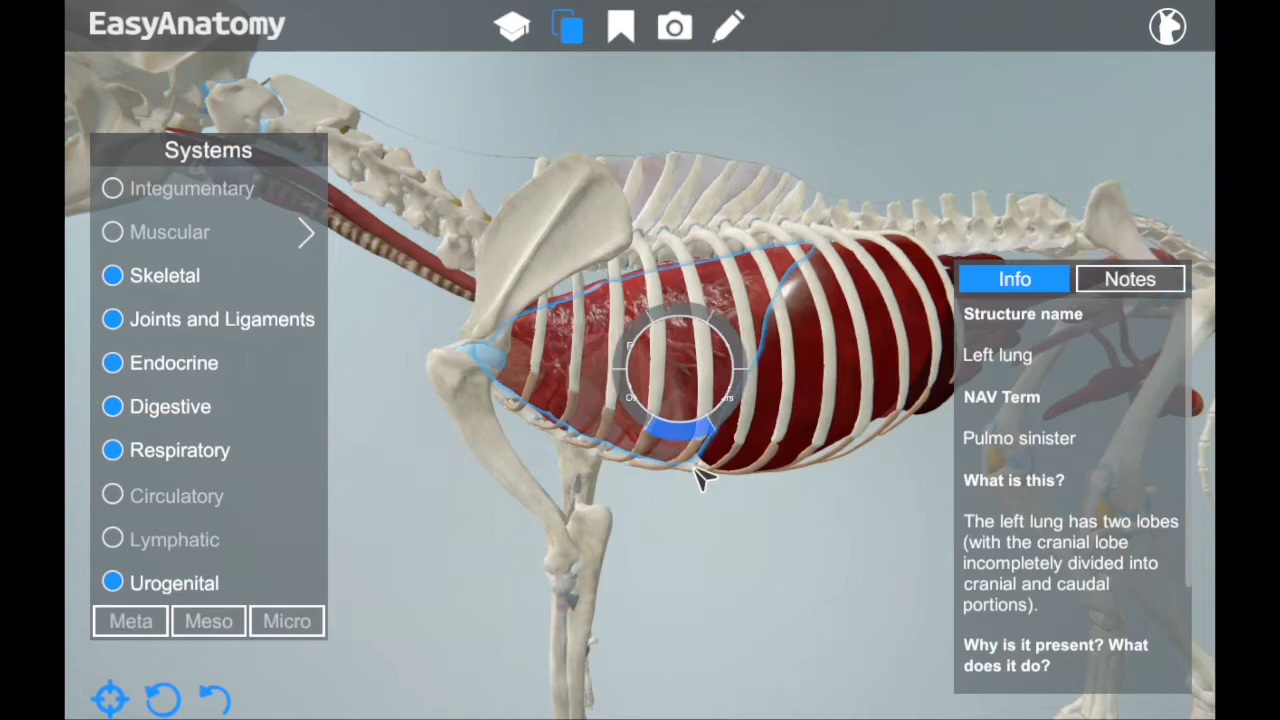 EasyAnatomy
Systems
Integumentary
Muscular
Skeletal
Joints and Ligaments
Endocrine
Digestive
Respiratory
Circulatory
Lymphatic
Urogenital
Meta Meso Micro
Info Notes
Structure name
Left lung
NAV Term
Pulmo sinister
What is this?
The left lung has two lobes
(with the cranial lobe
incompletely divided into
cranial and caudal
portions).
Why is it present? What
does it do?